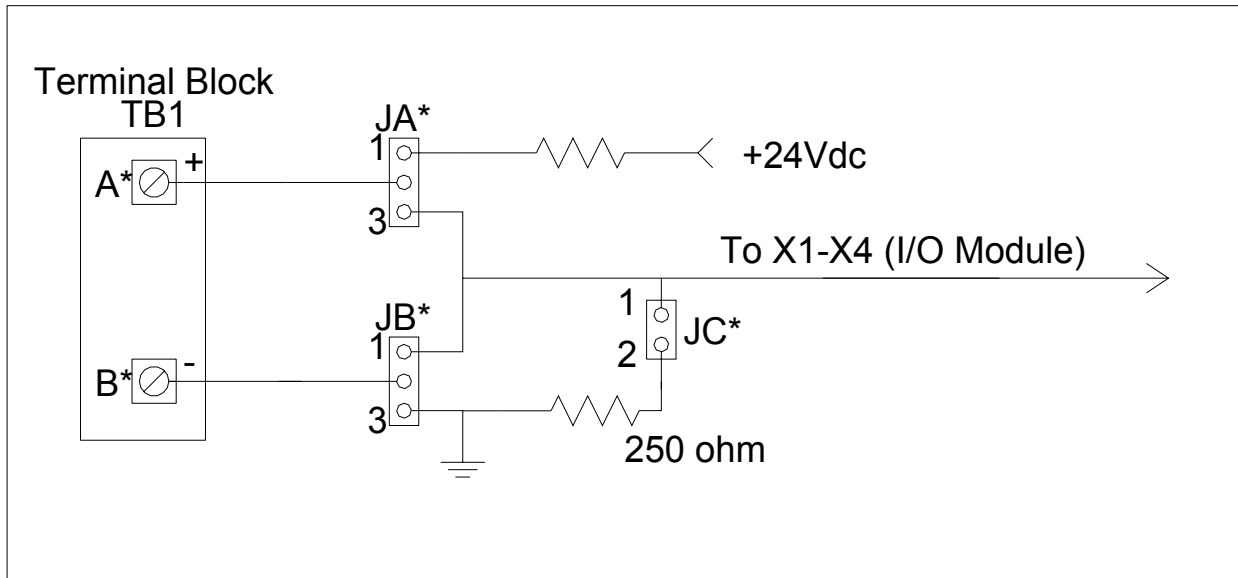 Terminal Block
TB1
A*
+
JA*
1
3
+24Vdc
To X1-X4 (I/O Module)
B*
-
JB*
1
3
1
2
JC*
250 ohm